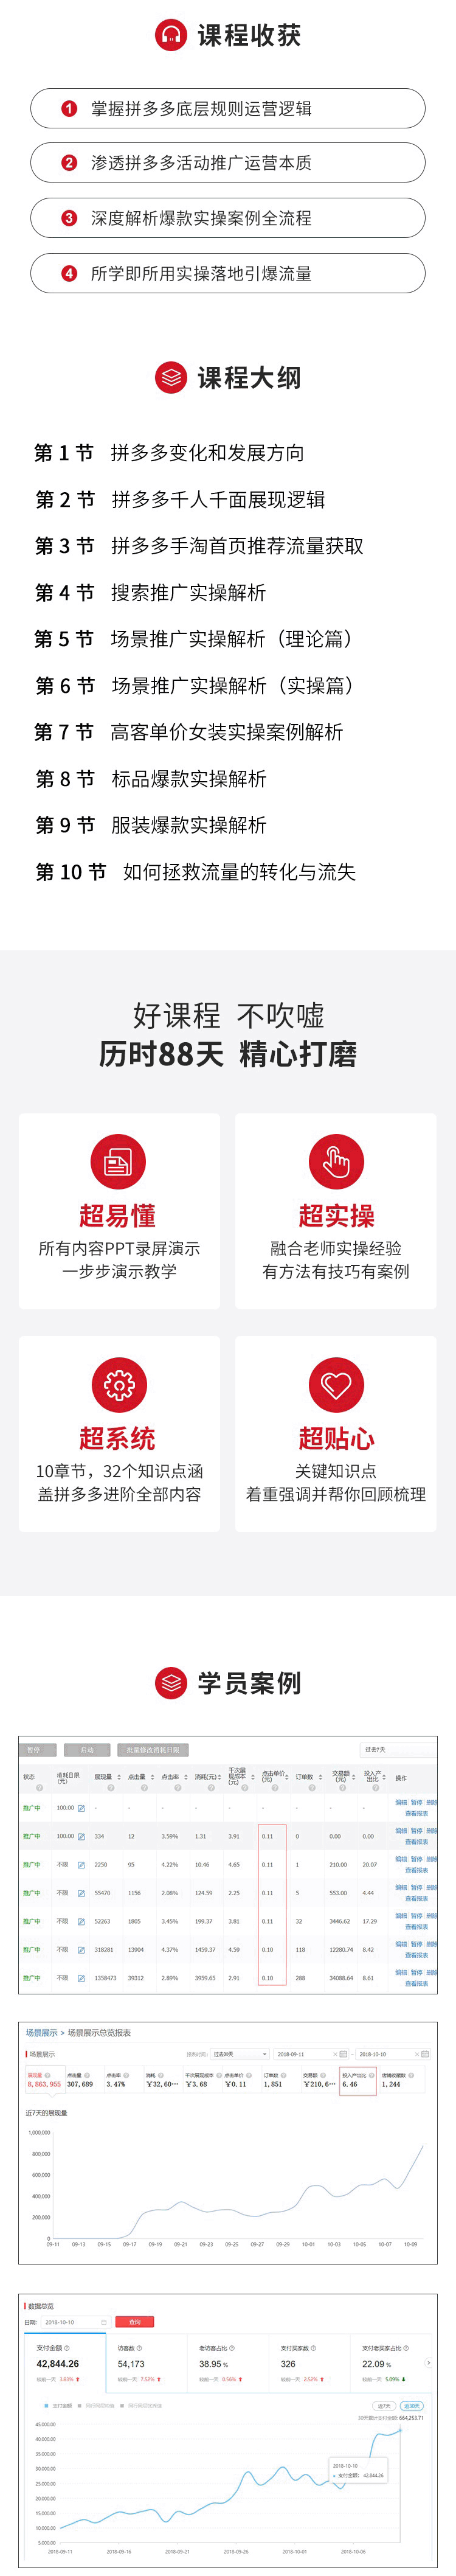 课程收获
1 掌握拼多多底层规则运营逻辑
2 渗透拼多多活动推广运营本质
3 深度解析爆款实操案例全流程
4 所学即所用实操落地引爆流量
课程大纲
第 1 节 拼多多变化和发展方向
第 2 节 拼多多千人千面展现逻辑
第 3 节 拼多多手淘首页推荐流量获取
第 4 节 搜索推广实操解析
第 5 节 场景推广实操解析（理论篇）
第 6 节 场景推广实操解析（实操篇）
第 7 节 高客单价女装实操案例解析
第 8 节 标品爆款实操解析
第 9 节 服装爆款实操解析
第 10 节 如何拯救流量的转化与流失
好课程 不吹嘘
历时88天 精心打磨
超易懂
所有内容PPT录屏演示
一步步演示教学
超实操
融合老师实操经验
有方法有技巧有案例
超系统
10章节，32个知识点涵
盖拼多多进阶全部内容
超贴心
关键知识点
着重强调并帮你回顾梳理
学员案例
暂停 启动 批量修改消耗日限 过去7天
状态 消耗日限(元) 展现量 点击量 点击率 消耗(元) 千次展现成本(元) 点击单价(元) 订单数 交易额(元) 投入产出比 操作
推广中 100.00 - - - - - - - - - 编辑 暂停 删除
查看报表
推广中 100.00 334 12 3.59% 1.31 3.91 0.11 0 0.00 0.00 编辑 暂停 删除
查看报表
推广中 不限 2250 95 4.22% 10.46 4.65 0.11 1 210.00 20.07 编辑 暂停 删除
查看报表
推广中 不限 55470 1156 2.08% 124.59 2.25 0.11 5 553.00 4.44 编辑 暂停 删除
查看报表
推广中 不限 52263 1805 3.45% 199.37 3.81 0.11 32 3446.62 17.29 编辑 暂停 删除
查看报表
推广中 不限 318281 13904 4.37% 1459.37 4.59 0.10 118 12280.74 8.42 编辑 暂停 删除
查看报表
推广中 不限 1358473 39312 2.89% 3959.65 2.91 0.10 288 34088.64 8.61 编辑 暂停 删除
查看报表
场景展示 > 场景展示总览报表
场景展示 过去30天 2018-09-11 - 2018-10-10
展现量 点击量 点击率 消耗 千次展现成本 点击单价 订单数 交易额 投入产出比 店铺收藏数
8,863,955 307,689 3.47% ¥32,60… ¥3.68 ¥0.11 1,851 ¥210,6… 6.46 1,244
近7天的展现量
1,000,000
800,000
600,000
400,000
200,000
0
09-11 09-13 09-15 09-17 09-19 09-21 09-23 09-25 09-27 09-29 10-01 10-03 10-05 10-07 10-09
数据总览
日期: 2018-10-10 查询
支付金额 访客数 老访客占比 支付买家数 支付老买家占比
42,844.26 54,173 38.95 % 326 22.09 %
较前一天 3.83% 较前一天 7.52% 较前一天 0.56% 较前一天 2.52% 较前一天 5.09%
支付金额 近7天 近30天
30天累计支付金额 664,253.71
45,000.00
40,000.00
35,000.00
30,000.00
25,000.00
20,000.00
15,000.00
10,000.00
5,000.00
2018-10-10
支付金额: 42,844.26
2018-09-11 2018-09-16 2018-09-21 2018-09-26 2018-10-01 2018-10-06